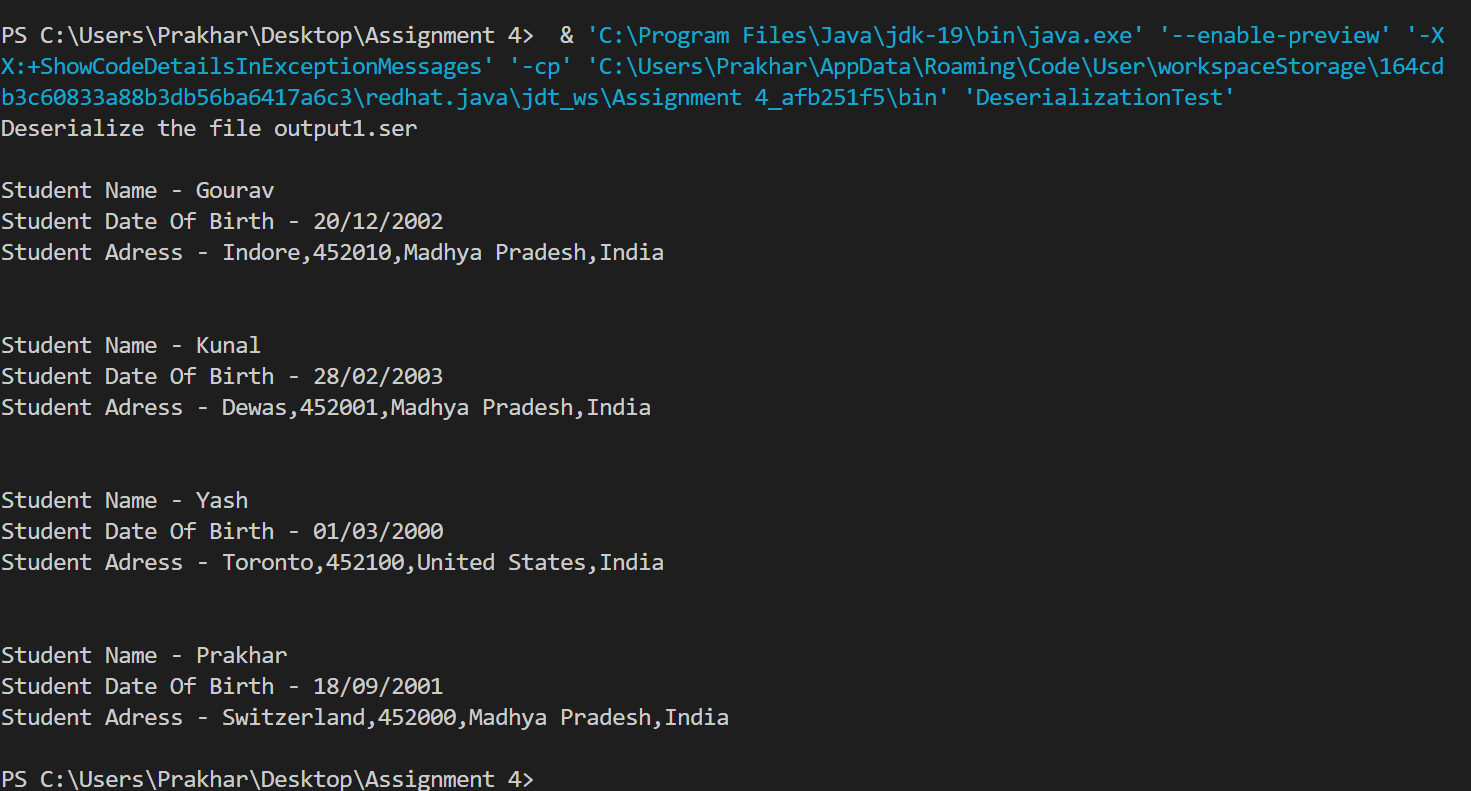 PS C:\Users\Prakhar\Desktop\Assignment 4>  & 'C:\Program Files\Java\jdk-19\bin\java.exe' '--enable-preview' '-X
X:+ShowCodeDetailsInExceptionMessages' '-cp' 'C:\Users\Prakhar\AppData\Roaming\Code\User\workspaceStorage\164cd
b3c60833a88b3db56ba6417a6c3\redhat.java\jdt_ws\Assignment 4_afb251f5\bin' 'DeserializationTest'
Deserialize the file output1.ser
Student Name - Gourav
Student Date Of Birth - 20/12/2002
Student Adress - Indore,452010,Madhya Pradesh,India
Student Name - Kunal
Student Date Of Birth - 28/02/2003
Student Adress - Dewas,452001,Madhya Pradesh,India
Student Name - Yash
Student Date Of Birth - 01/03/2000
Student Adress - Toronto,452100,United States,India
Student Name - Prakhar
Student Date Of Birth - 18/09/2001
Student Adress - Switzerland,452000,Madhya Pradesh,India
PS C:\Users\Prakhar\Desktop\Assignment 4>